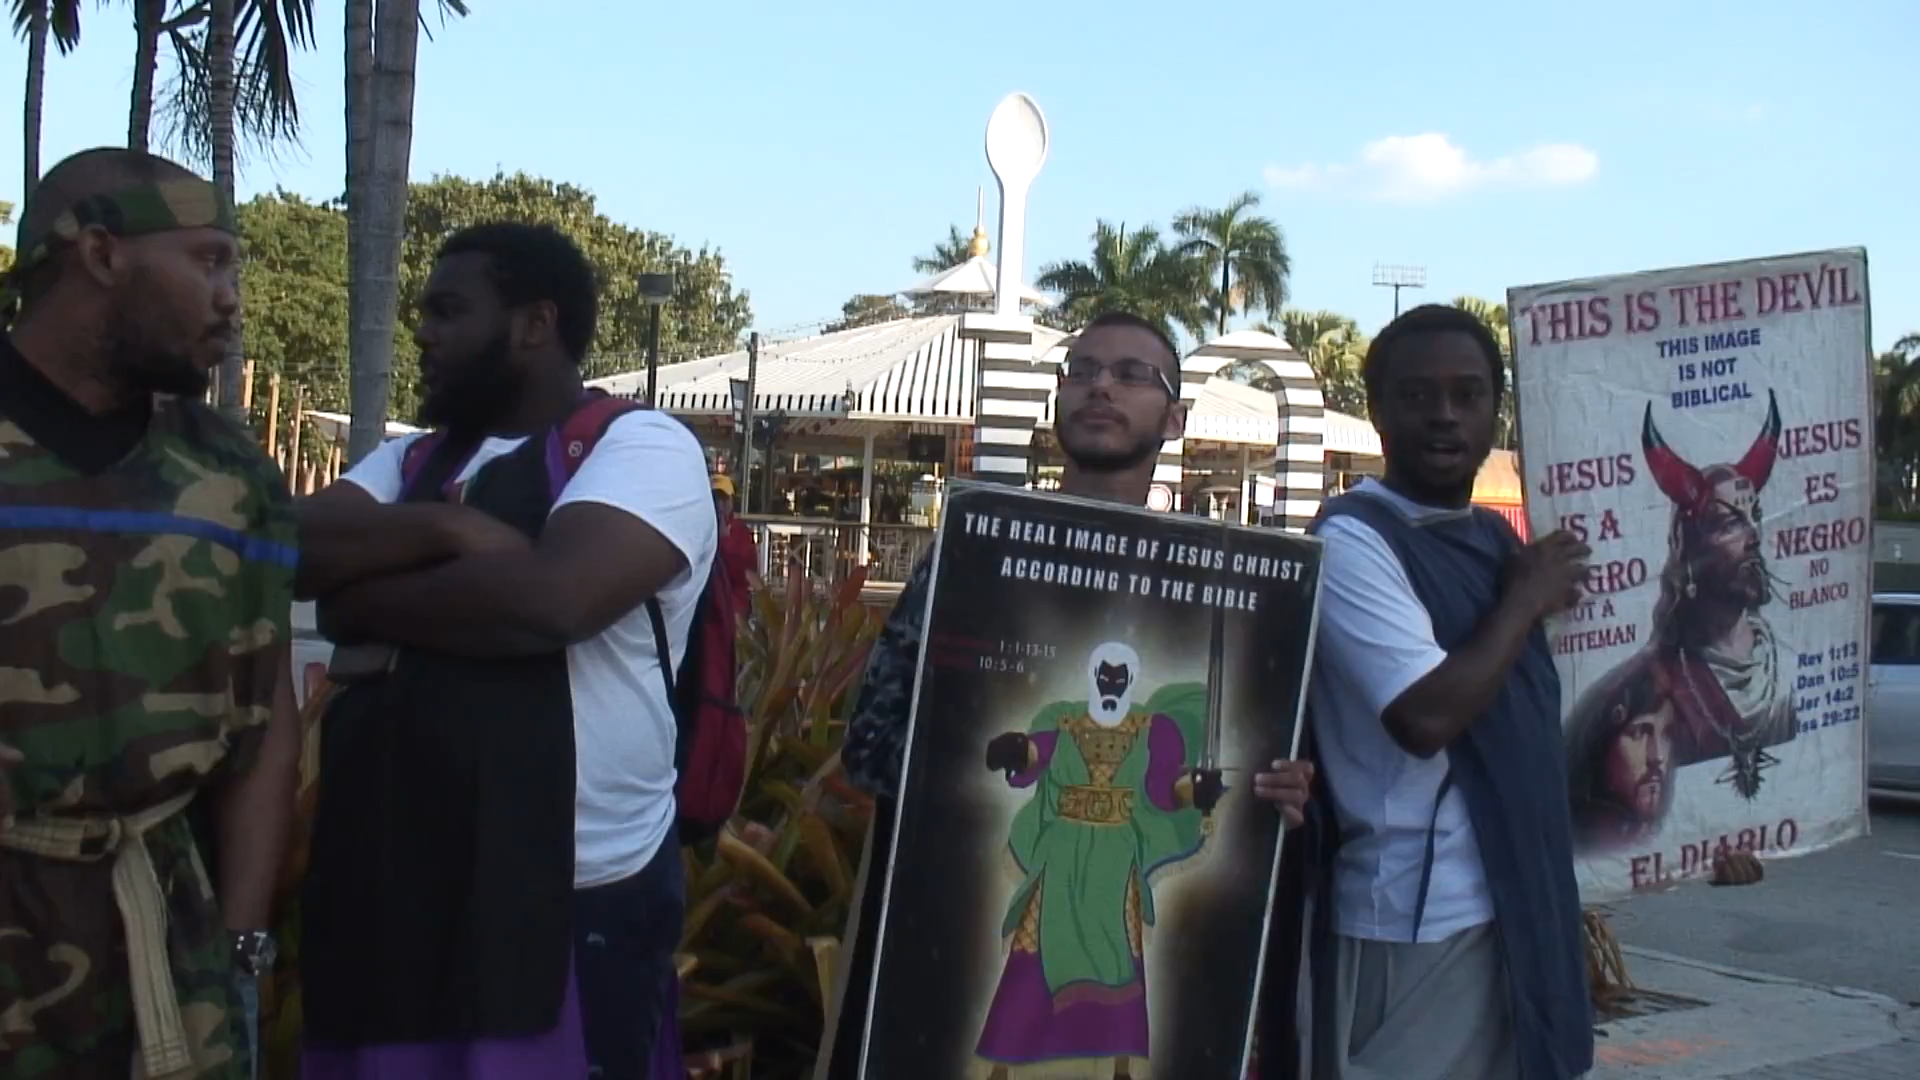 THE REAL IMAGE OF JESUS CHRIST
ACCORDING TO THE BIBLE
1:1-13-15
10:5-6
THIS IS THE DEVIL
THIS IMAGE
IS NOT
BIBLICAL
JESUS
IS A
GRO
OT A
HITEMAN
JESUS
ES
NEGRO
NO
BLANCO
Rev 1:13
Dan 10:5
Jer 14:2
Isa 29:22
EL DIABLO